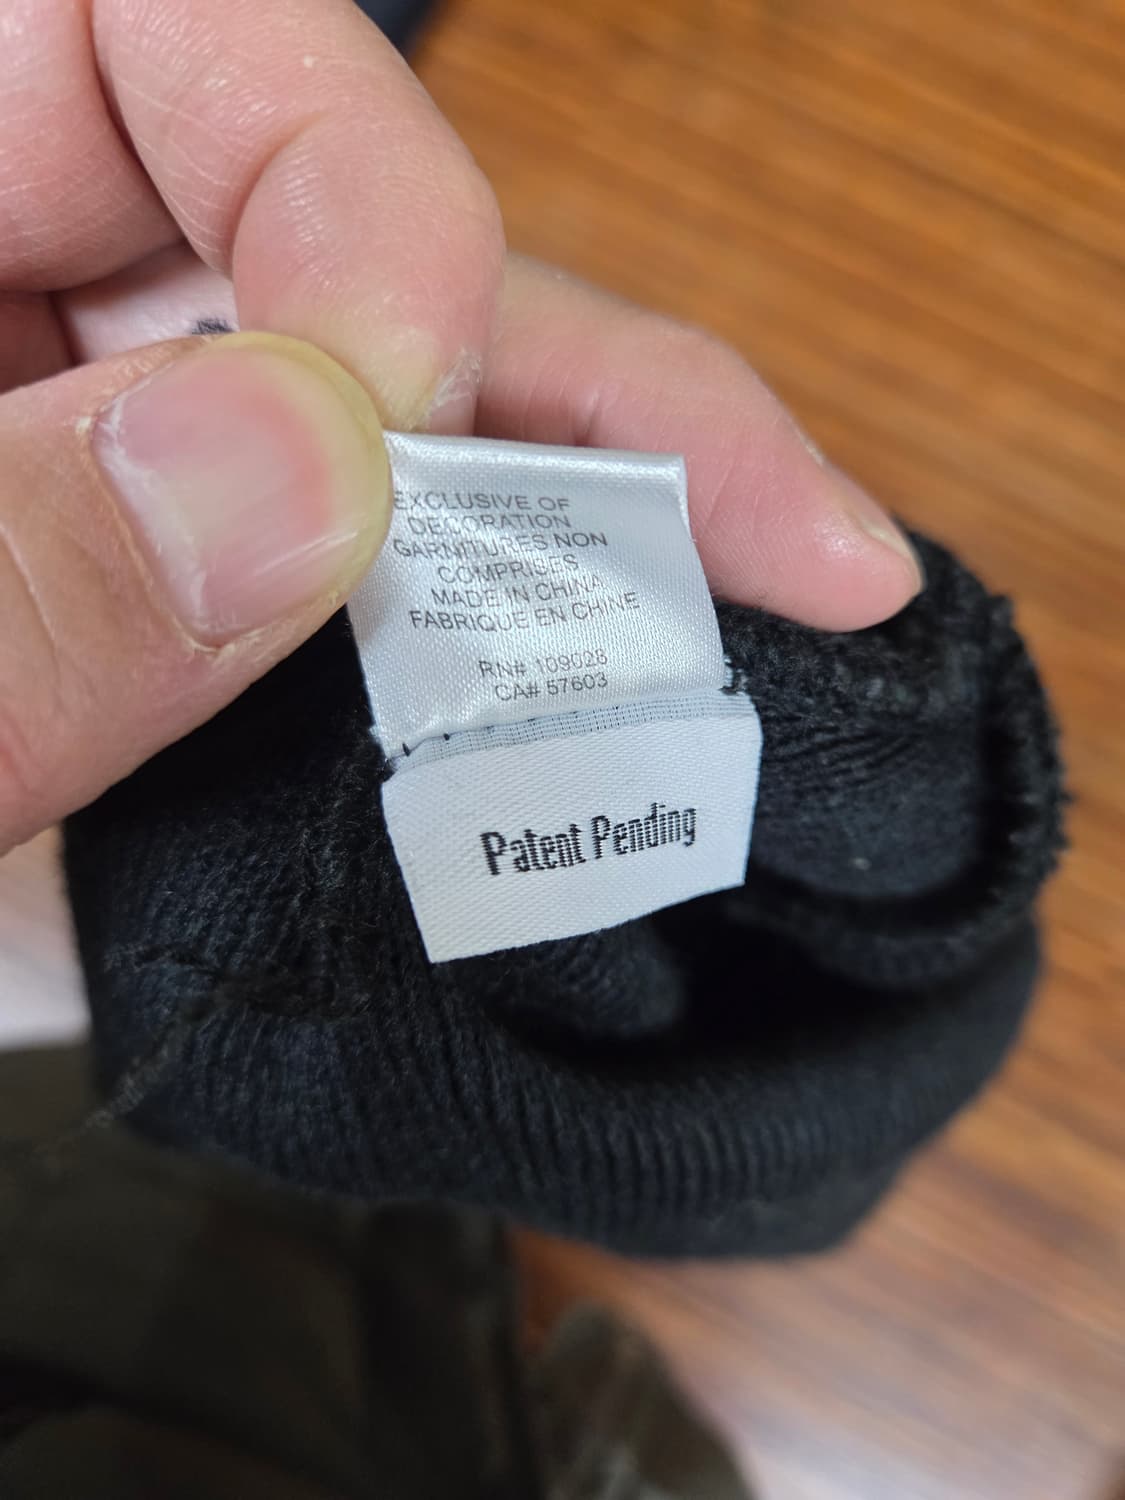 EXCLUSIVE OF
DECORATION
GARNITURES NON
COMPRISES
MADE IN CHINA
FABRIQUE EN CHINE
RN# 109028
CA# 57603
Patent Pending